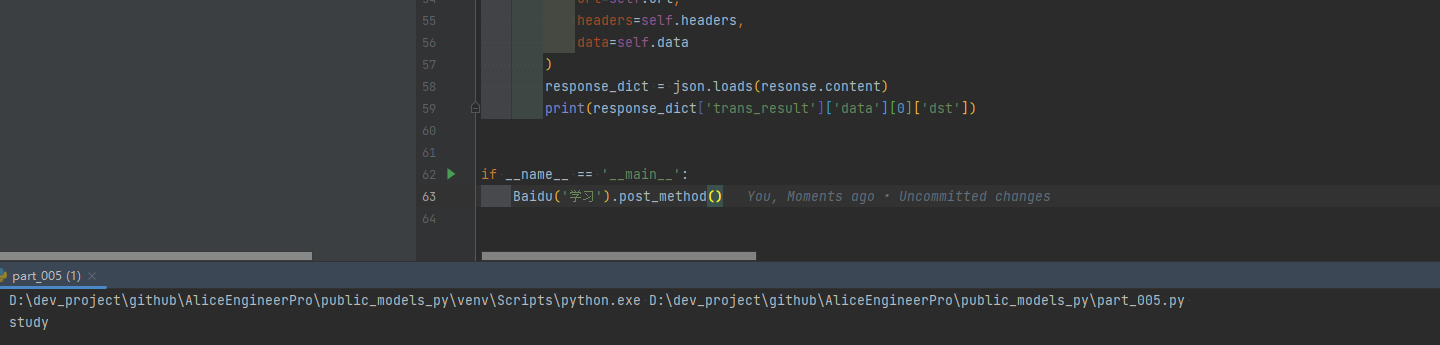 54 url=self.url,
55 headers=self.headers,
56 data=self.data
57 )
58 response_dict = json.loads(resonse.content)
59 print(response_dict['trans_result']['data'][0]['dst'])
60
61
62 if __name__ == '__main__':
63 Baidu('学习').post_method() You, Moments ago • Uncommitted changes
64
part_005 (1) ×
D:\dev_project\github\AliceEngineerPro\public_models_py\venv\Scripts\python.exe D:\dev_project\github\AliceEngineerPro\public_models_py\part_005.py
study